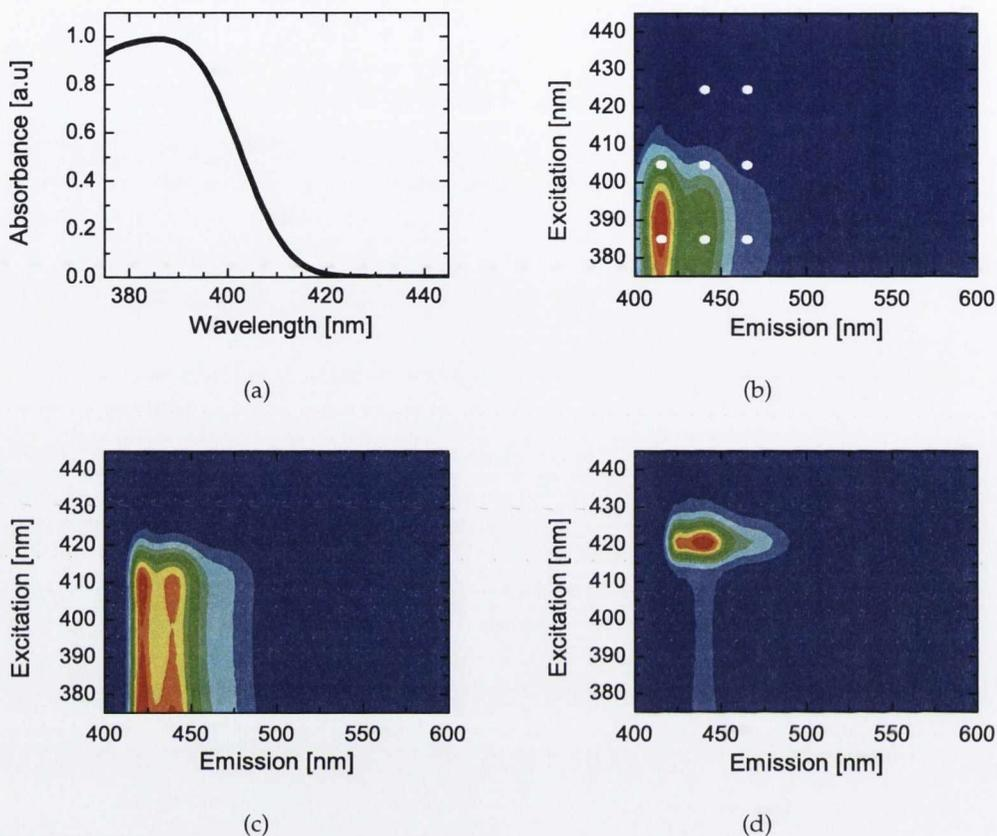 1.0
0.8
0.6
0.4
0.2
0.0
Absorbance [a.u]
380 400 420 440
Wavelength [nm]
(a)
440
430
420
410
400
390
380
Excitation [nm]
400 450 500 550 600
Emission [nm]
(b)
440
430
420
410
400
390
380
Excitation [nm]
400 450 500 550 600
Emission [nm]
(c)
440
430
420
410
400
390
380
Excitation [nm]
400 450 500 550 600
Emission [nm]
(d)